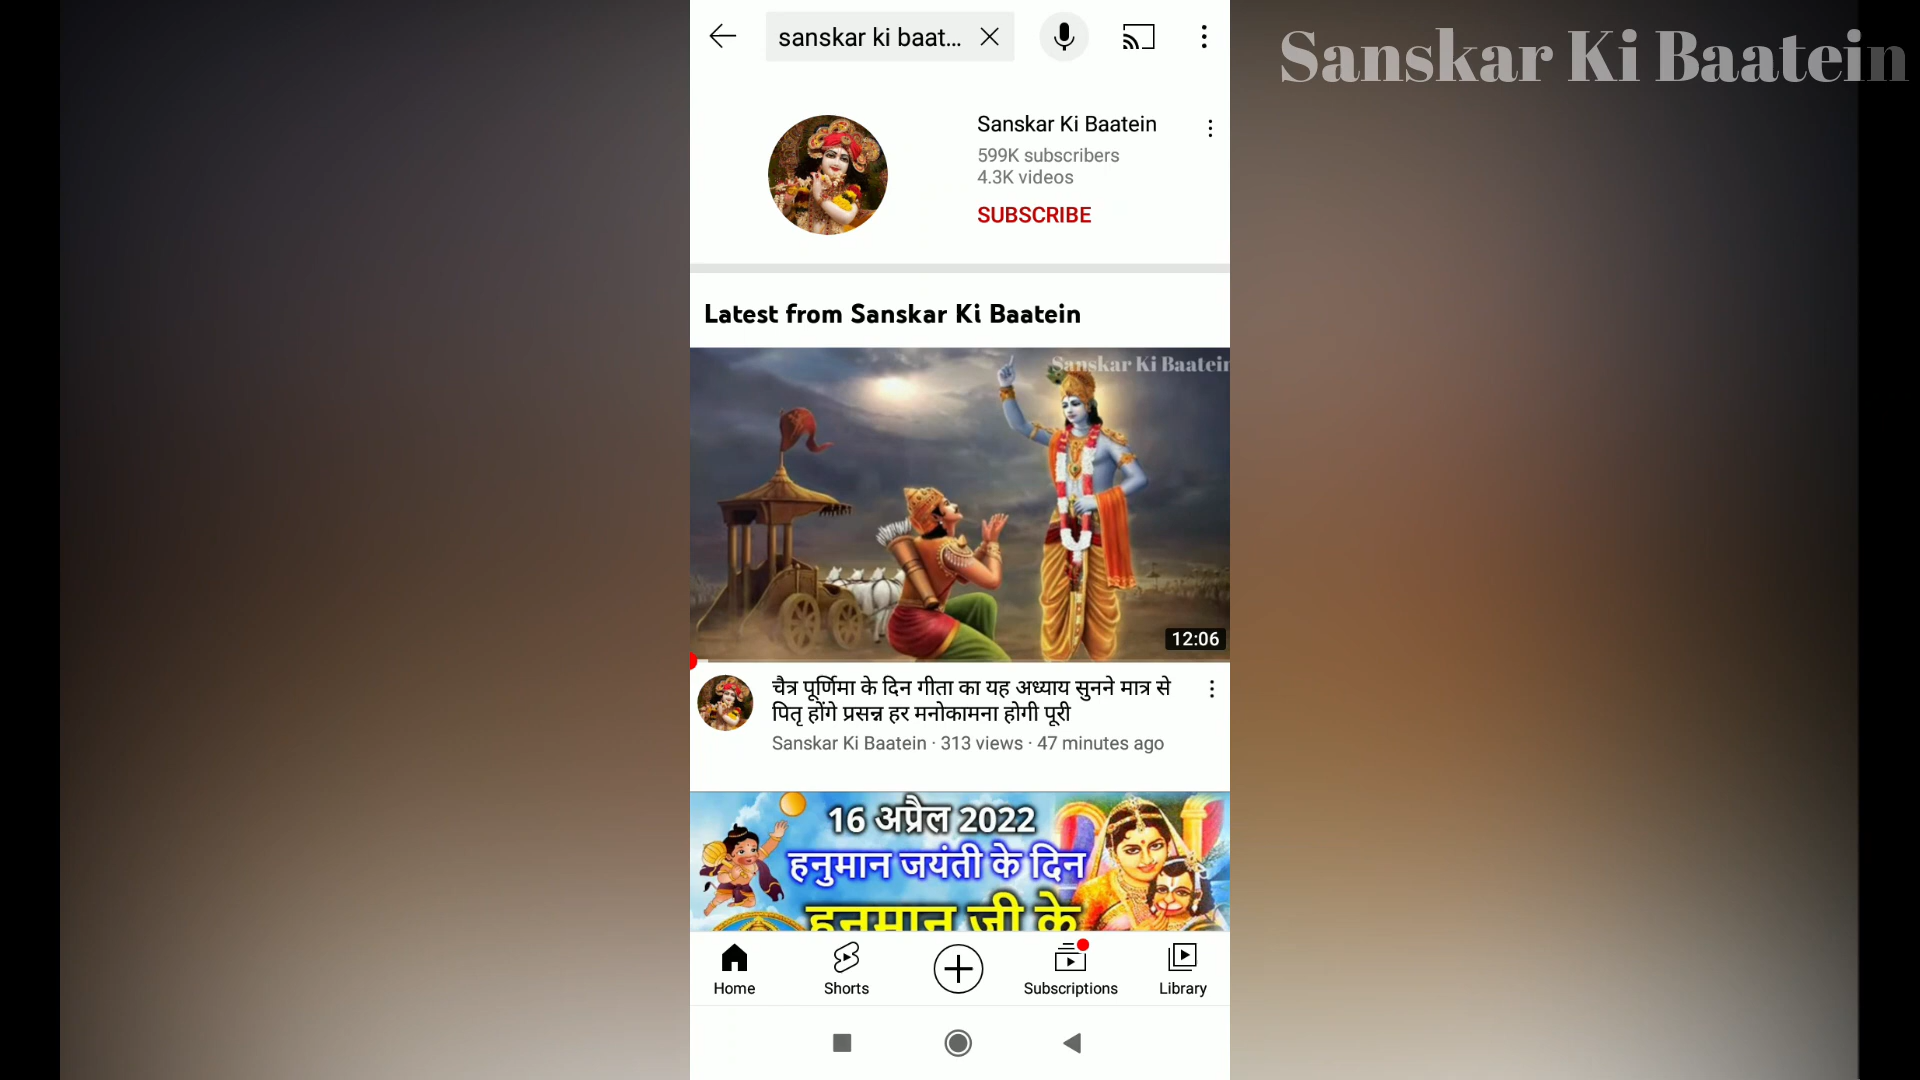 sanskar ki baat...
Sanskar Ki Baatein
Sanskar Ki Baatein
599K subscribers
4.3K videos
SUBSCRIBE
Latest from Sanskar Ki Baatein
Sanskar Ki Baatein
12:06
चैत्र पूर्णिमा के दिन गीता का यह अध्याय सुनने मात्र से
पितृ होंगे प्रसन्न हर मनोकामना होगी पूरी
Sanskar Ki Baatein · 313 views · 47 minutes ago
16 अप्रैल 2022
हनुमान जयंती के दिन
हनुमान जी के
Home
Shorts
Subscriptions
Library